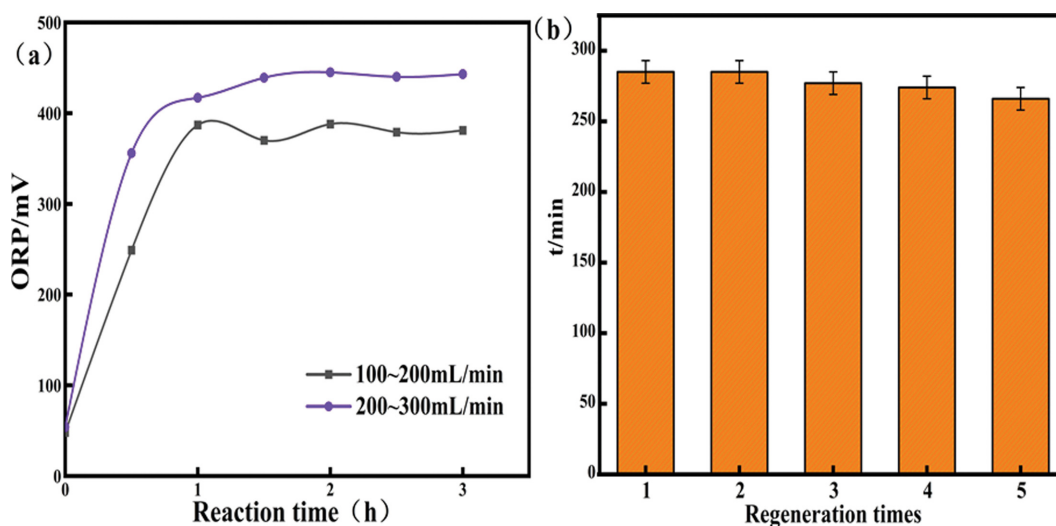 (a)
ORP/mV
500
400
300
200
100
0
100~200mL/min
200~300mL/min
0 1 2 3
Reaction time（h）
(b)
t/min
300
250
200
150
100
50
0
1 2 3 4 5
Regeneration times